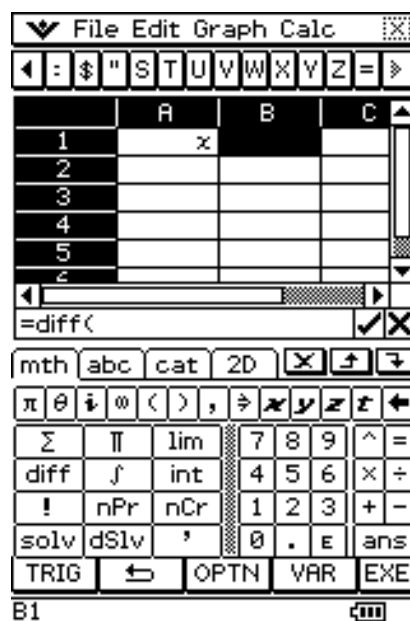 File Edit Graph Calc
: $ " S T U V W X Y Z =
A B C
1 x
2
3
4
5
=diff(
mth abc cat 2D
π θ i ∞ ( ) , ⇒ x y z t ←
Σ Π lim 7 8 9 ^ =
diff ∫ int 4 5 6 × ÷
! nPr nCr 1 2 3 + −
solv dSlv ' 0 . E ans
TRIG OPTN VAR EXE
B1